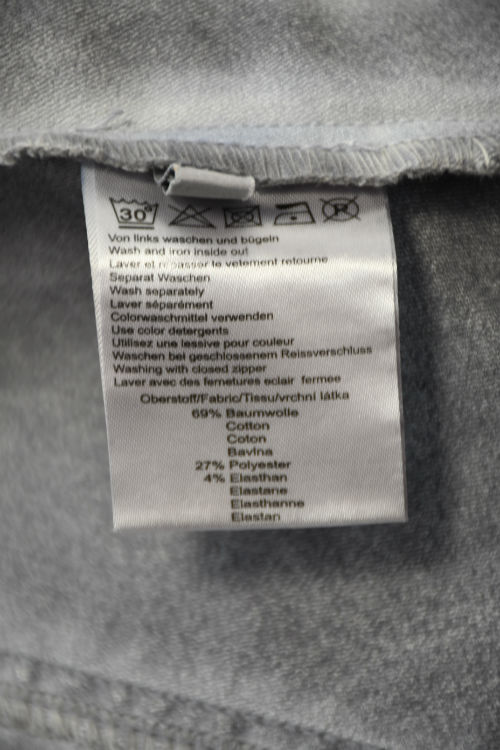 30°
P
Von links waschen und bügeln
Wash and iron inside out
Laver et repasser le vetement retourne
Separat Waschen
Wash separately
Laver séparément
Colorwaschmittel verwenden
Use color detergents
Utilisez une lessive pour couleur
Waschen bei geschlossenem Reissverschluss
Washing with closed zipper
Laver avec des fermetures eclair fermee
Oberstoff/Fabric/Tissu/vrchní látka
69% Baumwolle
Cotton
Coton
Bavlna
27% Polyester
4% Elasthan
Elastane
Elasthanne
Elastan